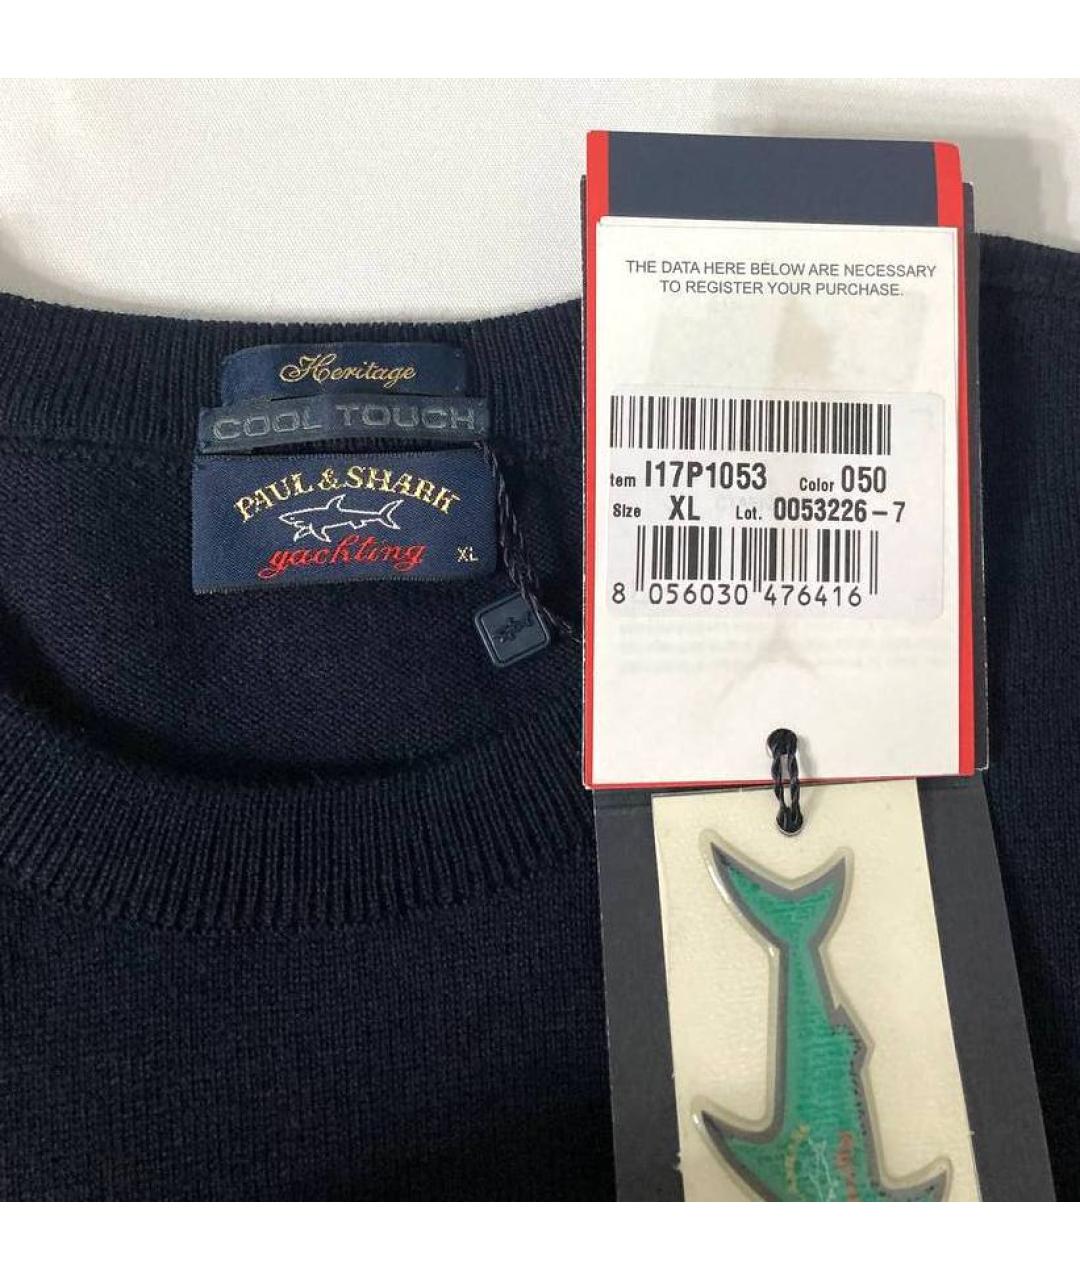 Heritage
COOL TOUCH
PAUL & SHARK
yachting
XL
THE DATA HERE BELOW ARE NECESSARY
TO REGISTER YOUR PURCHASE.
tem I17P1053 Color 050
Size XL Lot. 0053226-7
8 056030 476416